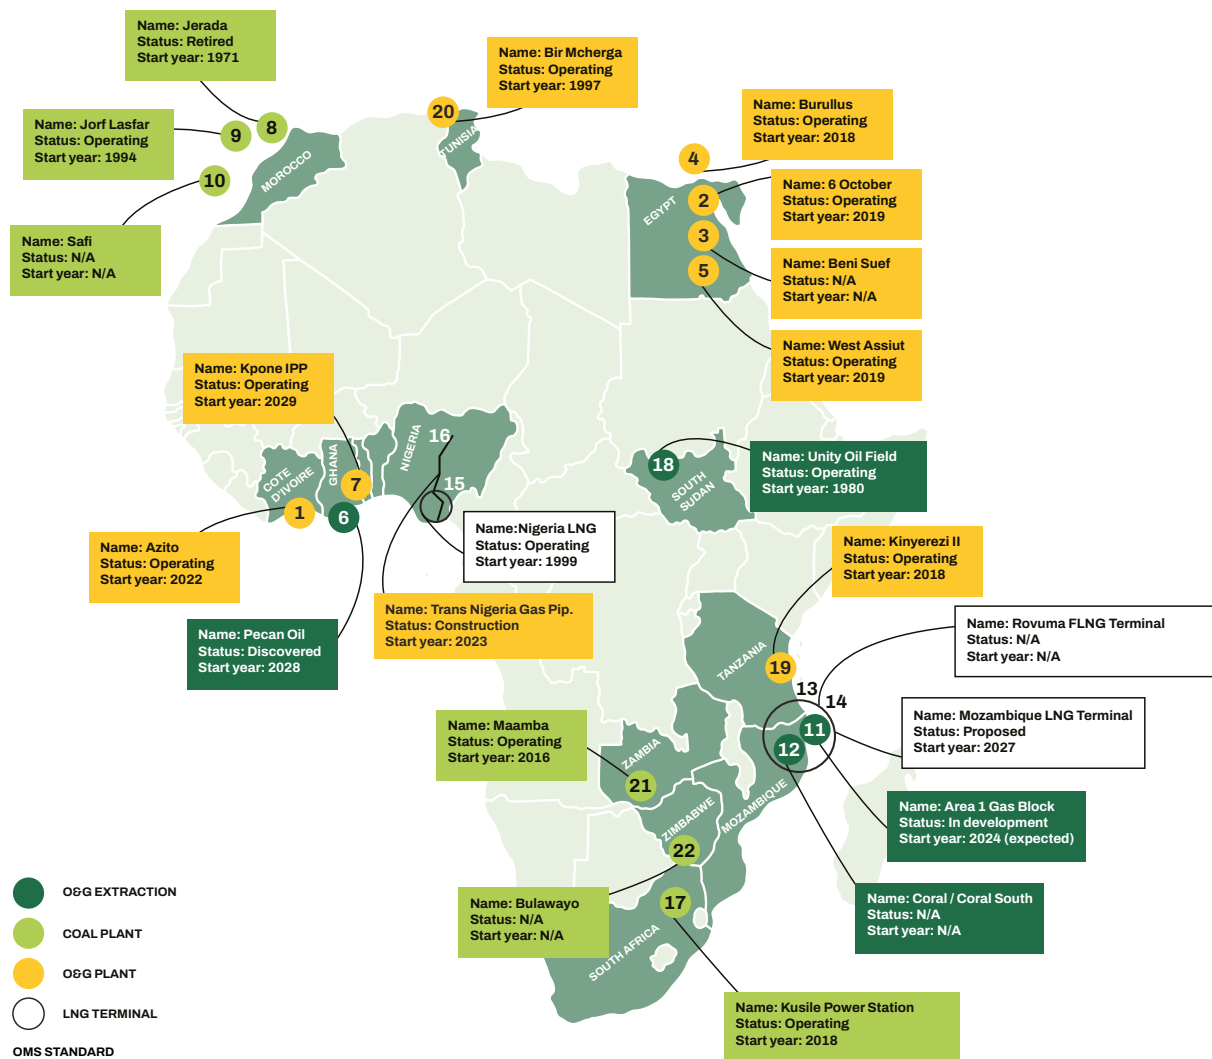 Name: Jerada
Status: Retired
Start year: 1971
Name: Bir Mcherga
Status: Operating
Start year: 1997
Name: Burullus
Status: Operating
Start year: 2018
Name: Jorf Lasfar
Status: Operating
Start year: 1994
20
8
9
TUNISIA
MOROCCO
4
10
Name: 6 October
Status: Operating
Start year: 2019
2
EGYPT
Name: Safi
Status: N/A
Start year: N/A
3
Name: Beni Suef
Status: N/A
Start year: N/A
5
Name: West Assiut
Status: Operating
Start year: 2019
Name: Kpone IPP
Status: Operating
Start year: 2029
16
NIGERIA
GHANA
COTE
D'IVOIRE
7
15
1
6
Name: Unity Oil Field
Status: Operating
Start year: 1980
18
SOUTH
SUDAN
Name:Nigeria LNG
Status: Operating
Start year: 1999
Name: Azito
Status: Operating
Start year: 2022
Name: Kinyerezi II
Status: Operating
Start year: 2018
Name: Trans Nigeria Gas Pip.
Status: Construction
Start year: 2023
Name: Pecan Oil
Status: Discovered
Start year: 2028
Name: Rovuma FLNG Terminal
Status: N/A
Start year: N/A
TANZANIA
19
13
14
Name: Mozambique LNG Terminal
Status: Proposed
Start year: 2027
11
12
Name: Maamba
Status: Operating
Start year: 2016
ZAMBIA
21
MOZAMBIQUE
ZIMBABWE
Name: Area 1 Gas Block
Status: In development
Start year: 2024 (expected)
22
Name: Bulawayo
Status: N/A
Start year: N/A
Name: Coral / Coral South
Status: N/A
Start year: N/A
17
SOUTH AFRICA
Name: Kusile Power Station
Status: Operating
Start year: 2018
O&G EXTRACTION
COAL PLANT
O&G PLANT
LNG TERMINAL
OMS STANDARD